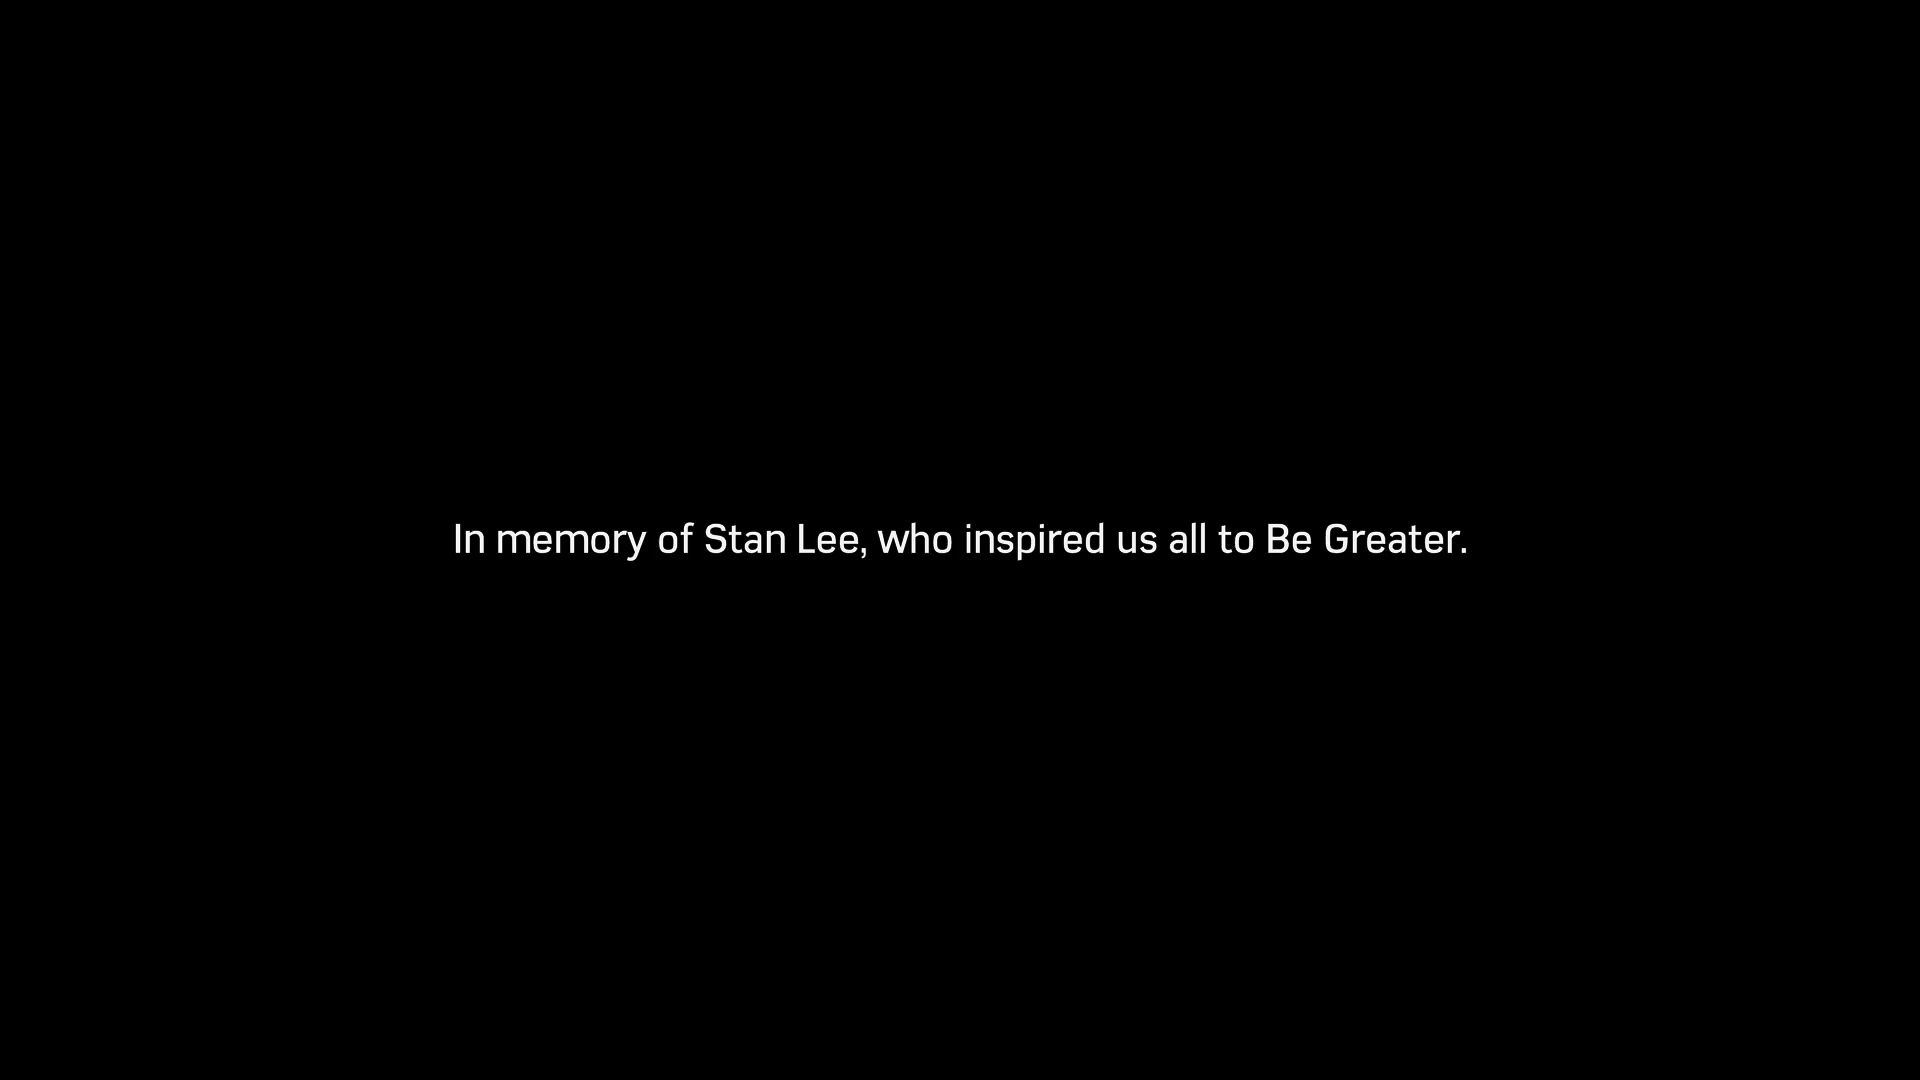 In memory of Stan Lee, who inspired us all to Be Greater.